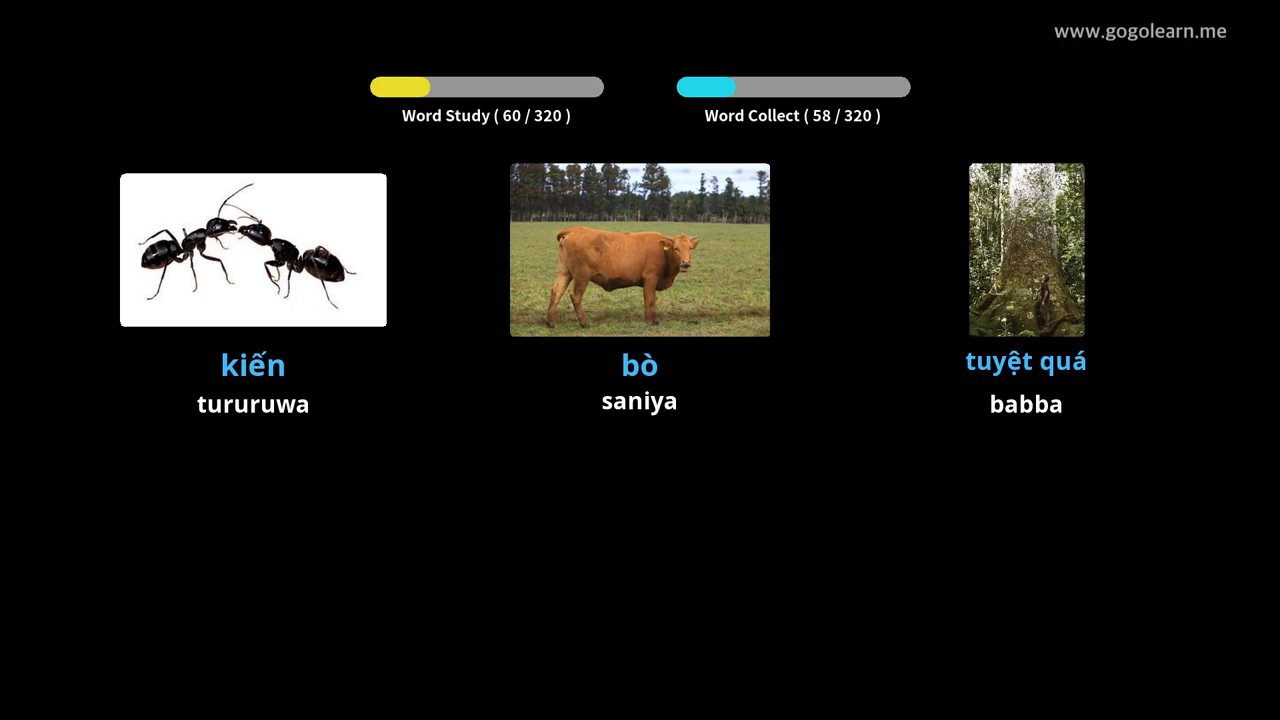 www.gogolearn.me
Word Study ( 60 / 320 )
Word Collect ( 58 / 320 )
kiến
bò
tuyệt quá
tururuwa
saniya
babba